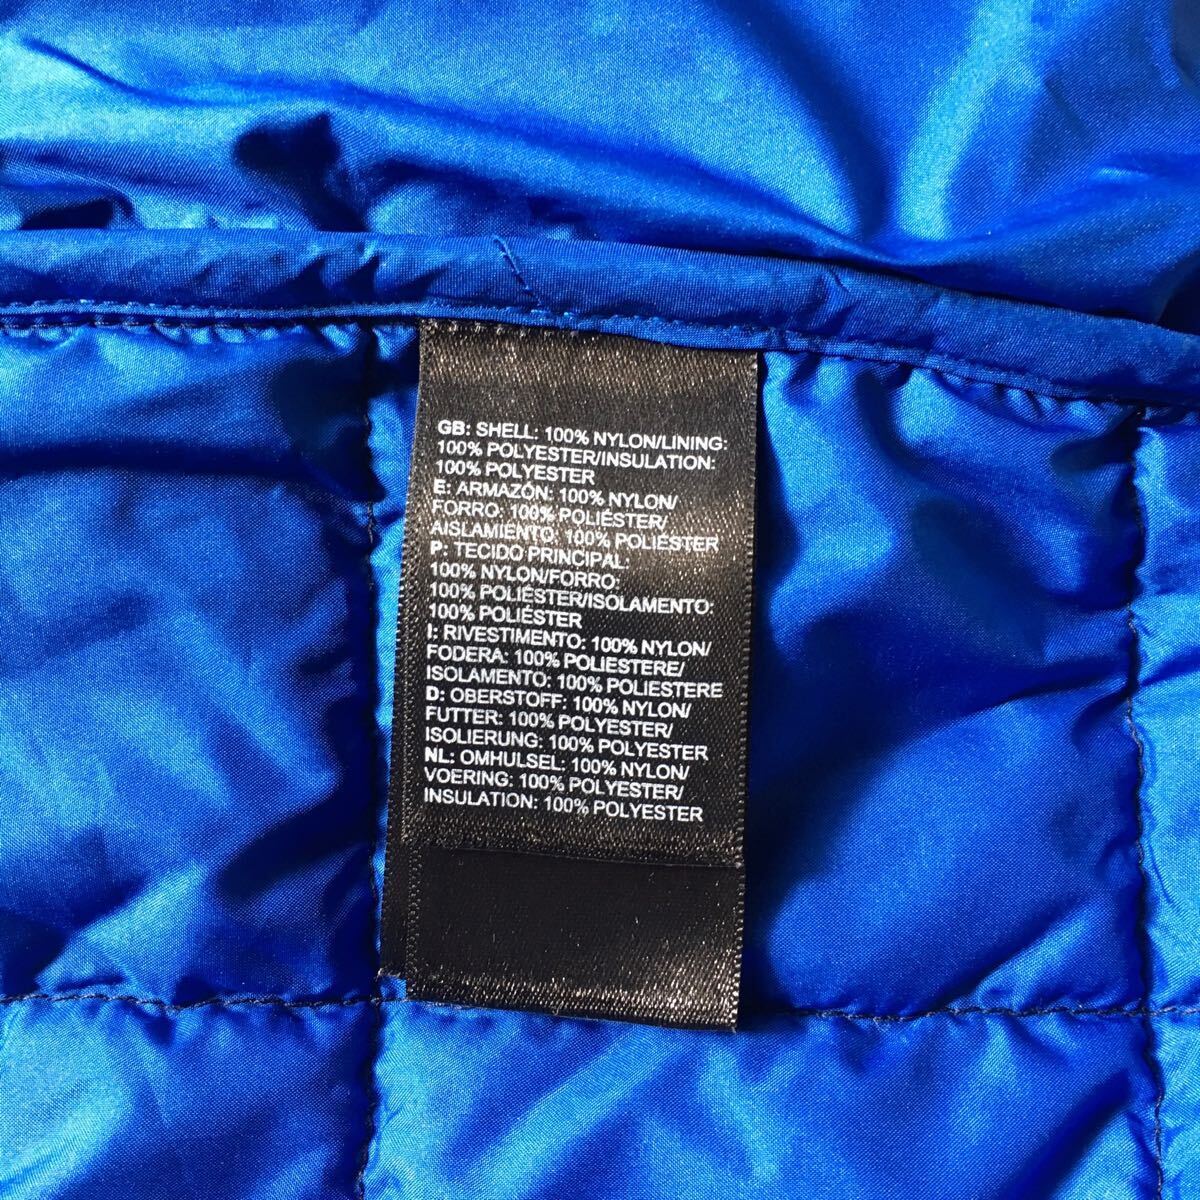 GB: SHELL: 100% NYLON/LINING:
100% POLYESTER/INSULATION:
100% POLYESTER
E: ARMAZÓN: 100% NYLON/
FORRO: 100% POLIÉSTER/
AISLAMIENTO: 100% POLIÉSTER
P: TECIDO PRINCIPAL:
100% NYLON/FORRO:
100% POLIÉSTER/ISOLAMENTO:
100% POLIÉSTER
I: RIVESTIMENTO: 100% NYLON/
FODERA: 100% POLIESTERE/
ISOLAMENTO: 100% POLIESTERE
D: OBERSTOFF: 100% NYLON/
FUTTER: 100% POLYESTER/
ISOLIERUNG: 100% POLYESTER
NL: OMHULSEL: 100% NYLON/
VOERING: 100% POLYESTER/
INSULATION: 100% POLYESTER